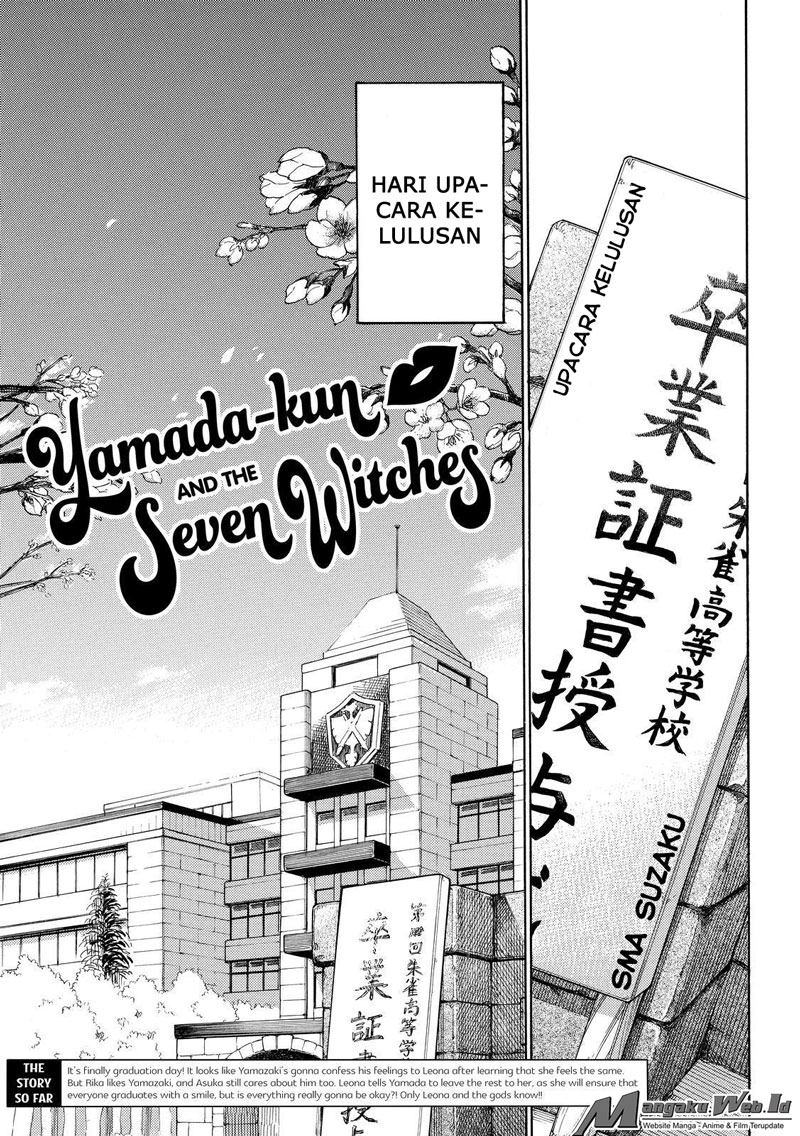 HARI UPA-
CARA KE-
LULUSAN
UPACARA KELULUSAN
卒業証書授与
朱雀高等学校
SMA SUZAKU
Yamada-kun
AND THE
Seven Witches
朱雀高等学
卒業証書
THE
STORY
SO FAR
It's finally graduation day! It looks like Yamazaki's gonna confess his feelings to Leona after learning that she feels the same.
But Rika likes Yamazaki, and Asuka still cares about him too. Leona tells Yamada to leave the rest to her, as she will ensure that
everyone graduates with a smile, but is everything really gonna be okay?! Only Leona and the gods know!!
Mangaku Web.Id
Website Manga - Anime & Film Terupdate